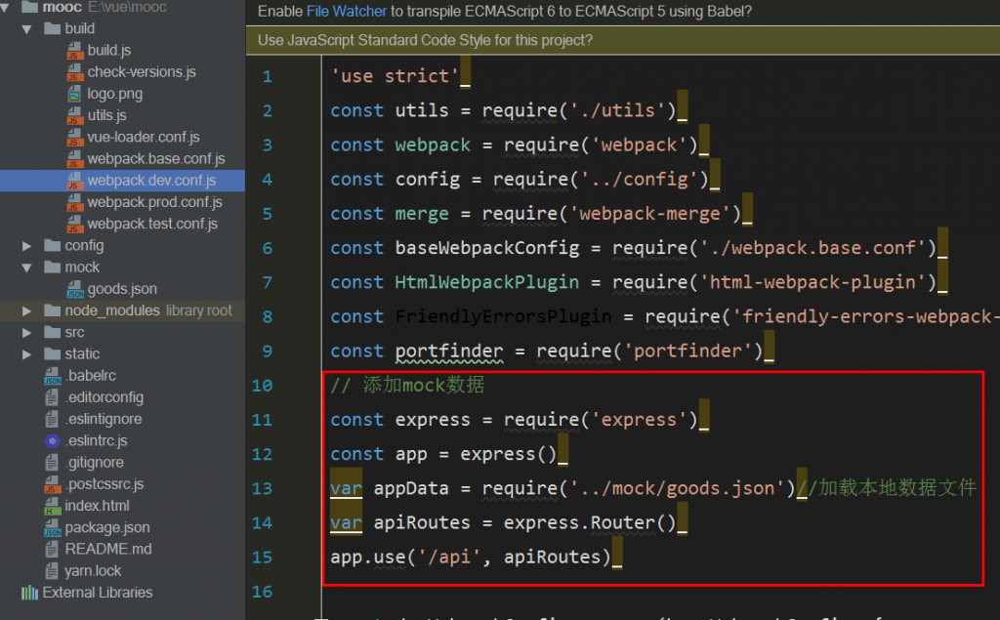 mooc E:\vue\mooc
build
build.js
check-versions.js
logo.png
utils.js
vue-loader.conf.js
webpack.base.conf.js
webpack.dev.conf.js
webpack.prod.conf.js
webpack.test.conf.js
config
mock
goods.json
node_modules library root
src
static
.babelrc
.editorconfig
.eslintignore
.eslintrc.js
.gitignore
.postcssrc.js
index.html
package.json
README.md
yarn.lock
External Libraries
Enable File Watcher to transpile ECMAScript 6 to ECMAScript 5 using Babel?
Use JavaScript Standard Code Style for this project?
1 'use strict'
2 const utils = require('./utils')
3 const webpack = require('webpack')
4 const config = require('../config')
5 const merge = require('webpack-merge')
6 const baseWebpackConfig = require('./webpack.base.conf')
7 const HtmlWebpackPlugin = require('html-webpack-plugin')
8 const FriendlyErrorsPlugin = require('friendly-errors-webpack-
9 const portfinder = require('portfinder')
10 // 添加mock数据
11 const express = require('express')
12 const app = express()
13 var appData = require('../mock/goods.json')//加载本地数据文件
14 var apiRoutes = express.Router()
15 app.use('/api', apiRoutes)
16